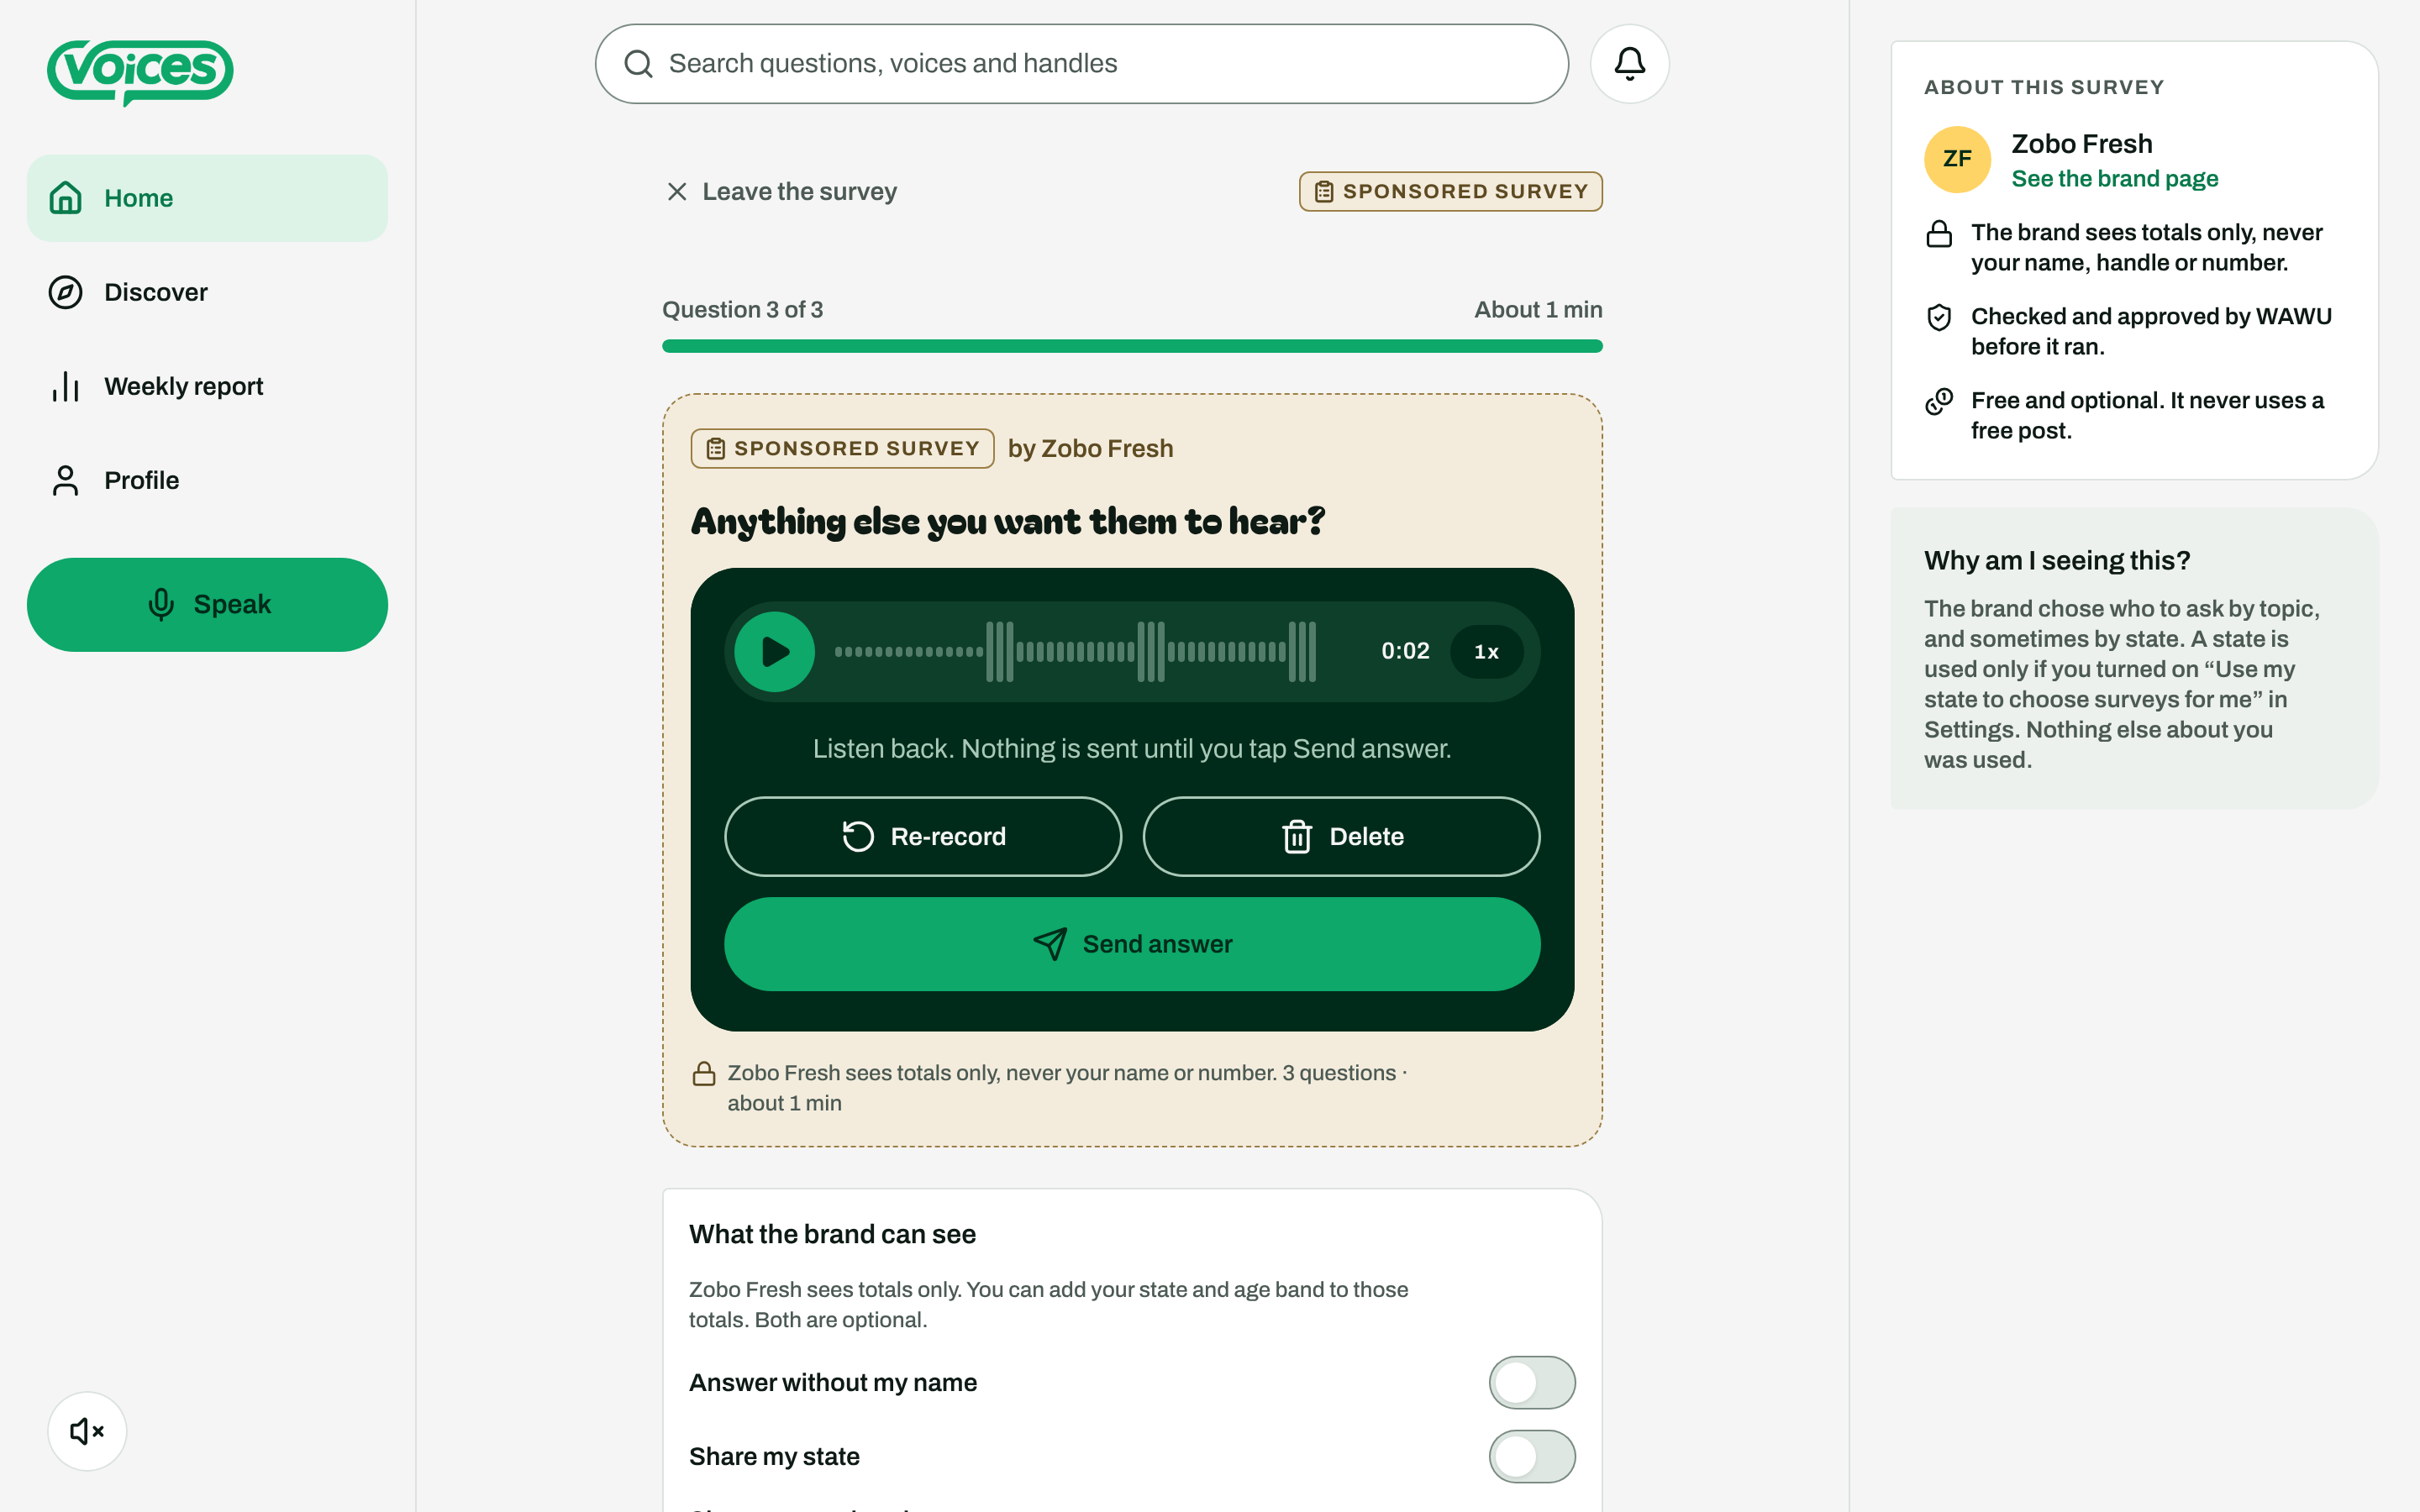 Voices
Home
Discover
Weekly report
Profile
Speak
Search questions, voices and handles
Leave the survey
SPONSORED SURVEY
Question 3 of 3
About 1 min
SPONSORED SURVEY
by Zobo Fresh
Anything else you want them to hear?
0:02
1x
Listen back. Nothing is sent until you tap Send answer.
Re-record
Delete
Send answer
Zobo Fresh sees totals only, never your name or number. 3 questions ·
about 1 min
What the brand can see
Zobo Fresh sees totals only. You can add your state and age band to those
totals. Both are optional.
Answer without my name
Share my state
ABOUT THIS SURVEY
ZF
Zobo Fresh
See the brand page
The brand sees totals only, never
your name, handle or number.
Checked and approved by WAWU
before it ran.
Free and optional. It never uses a
free post.
Why am I seeing this?
The brand chose who to ask by topic,
and sometimes by state. A state is
used only if you turned on “Use my
state to choose surveys for me” in
Settings. Nothing else about you
was used.